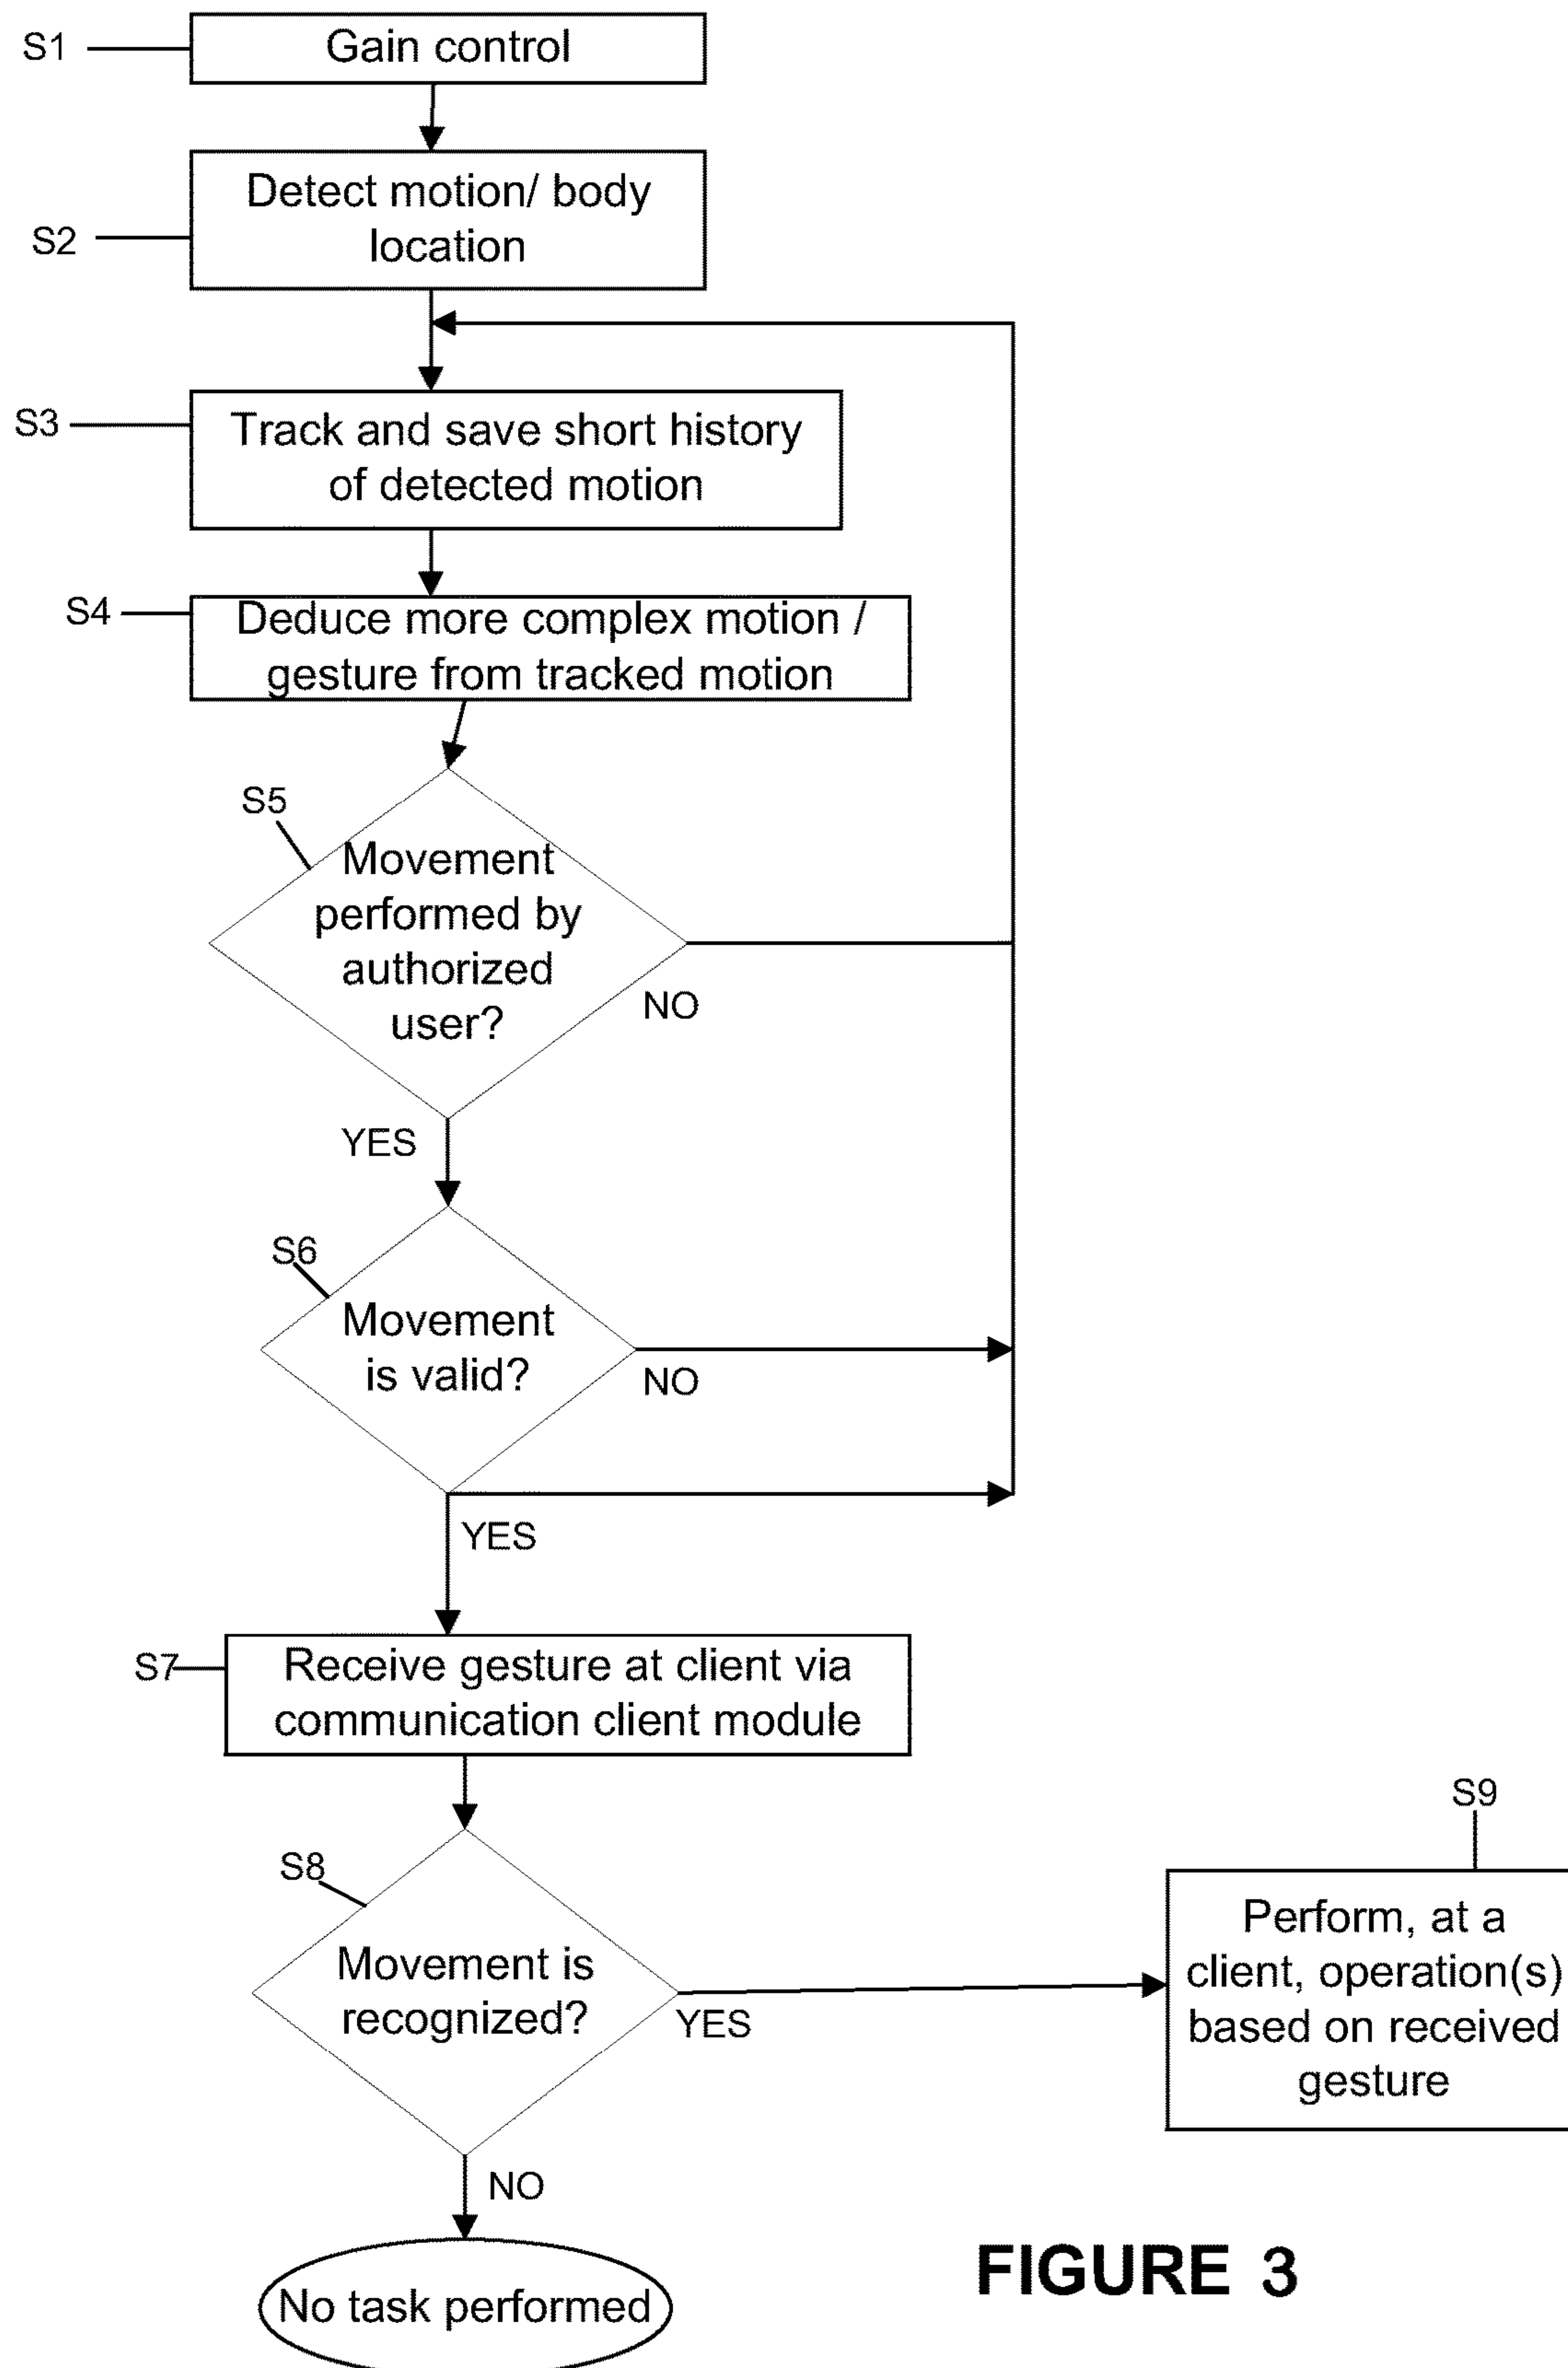 S1
Gain control
S2
Detect motion/ body
location
S3
Track and save short history
of detected motion
S4
Deduce more complex motion /
gesture from tracked motion
S5
Movement
performed by
authorized
user?
NO
YES
S6
Movement
is valid?
NO
YES
S7
Receive gesture at client via
communication client module
S8
Movement is
recognized?
YES
S9
Perform, at a
client, operation(s)
based on received
gesture
NO
No task performed
FIGURE 3